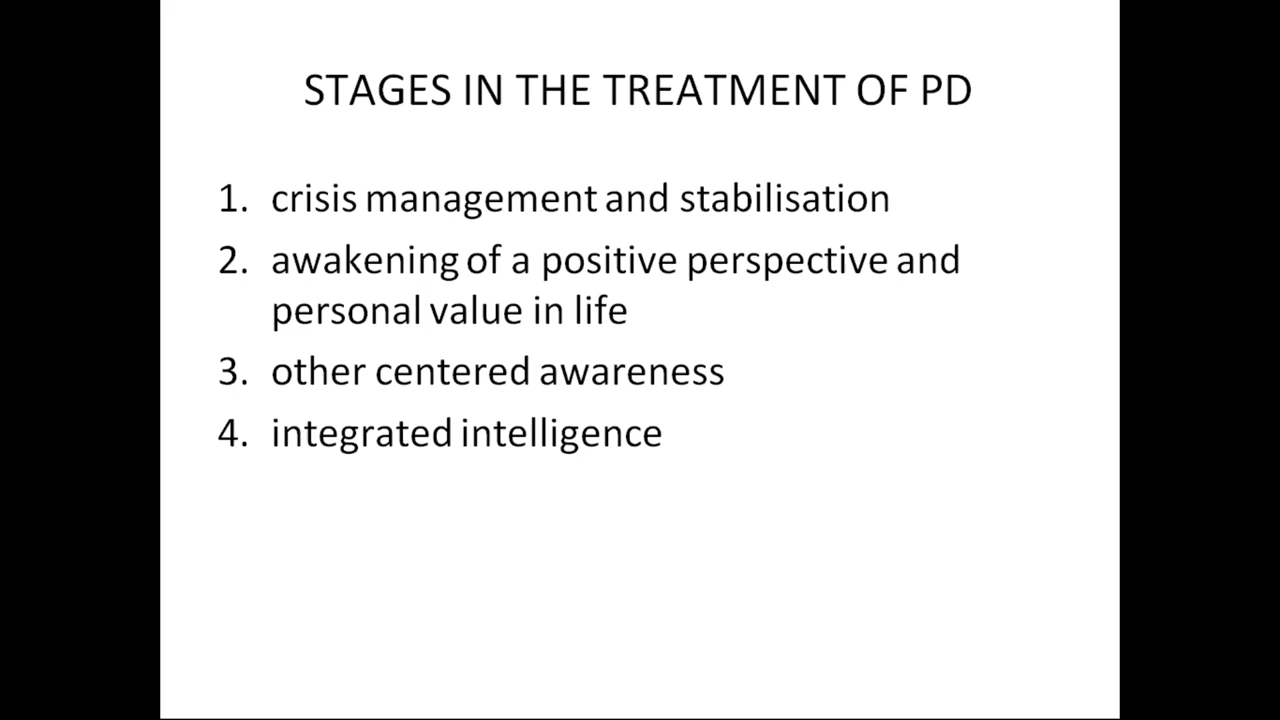 STAGES IN THE TREATMENT OF PD
1. crisis management and stabilisation
2. awakening of a positive perspective and
personal value in life
3. other centered awareness
4. integrated intelligence